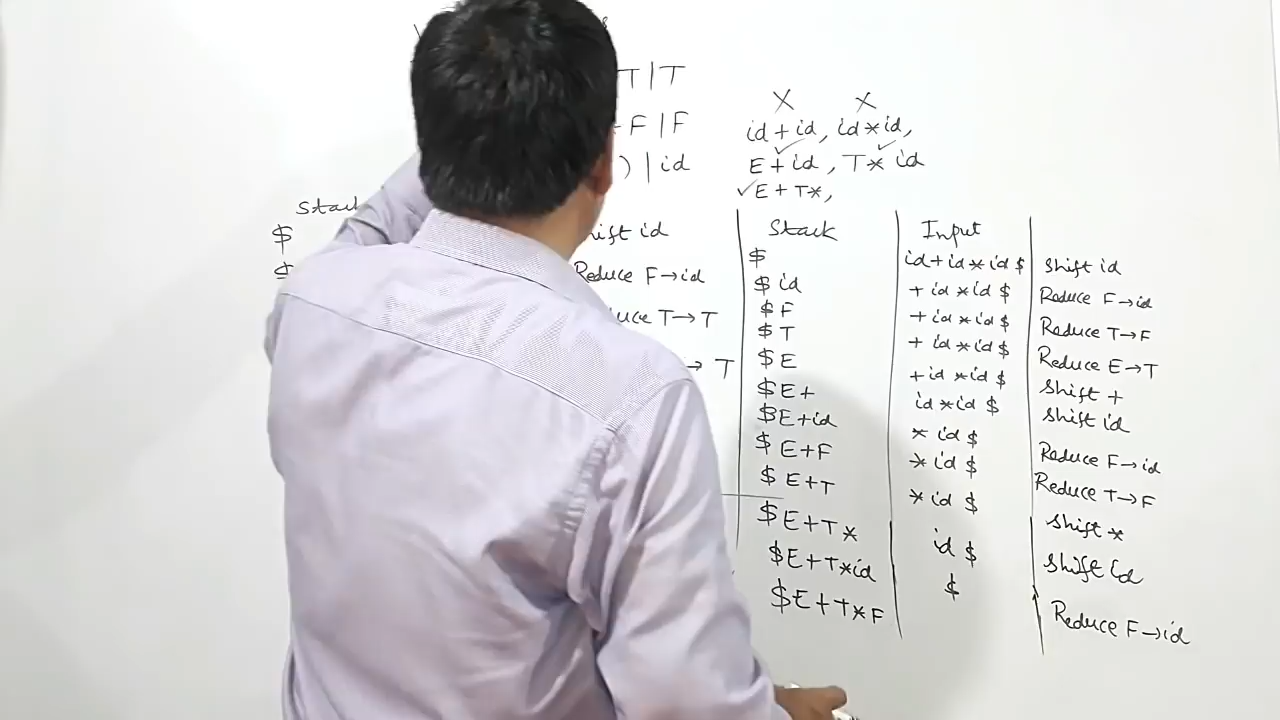 T | T
F | F
) | id
X X
id + id, id * id,
E + id, T * id
✓ E + T*,
Stack
$
$
shift id
Reduce F → id
T → T
→ T
Stack Input
$ id+id*id $ shift id
$ id + id *id $ Reduce F → id
$ F + id *id $ Reduce T → F
$ T + id *id $ Reduce E → T
$ E + id *id $ shift +
$ E + id *id $ shift id
$ E+id * id $ Reduce F → id
$ E+F * id $ Reduce T → F
$ E+T * id $ shift *
$ E+T * id $ shift id
$ E+T*id $ Reduce F → id
$ E+T*F